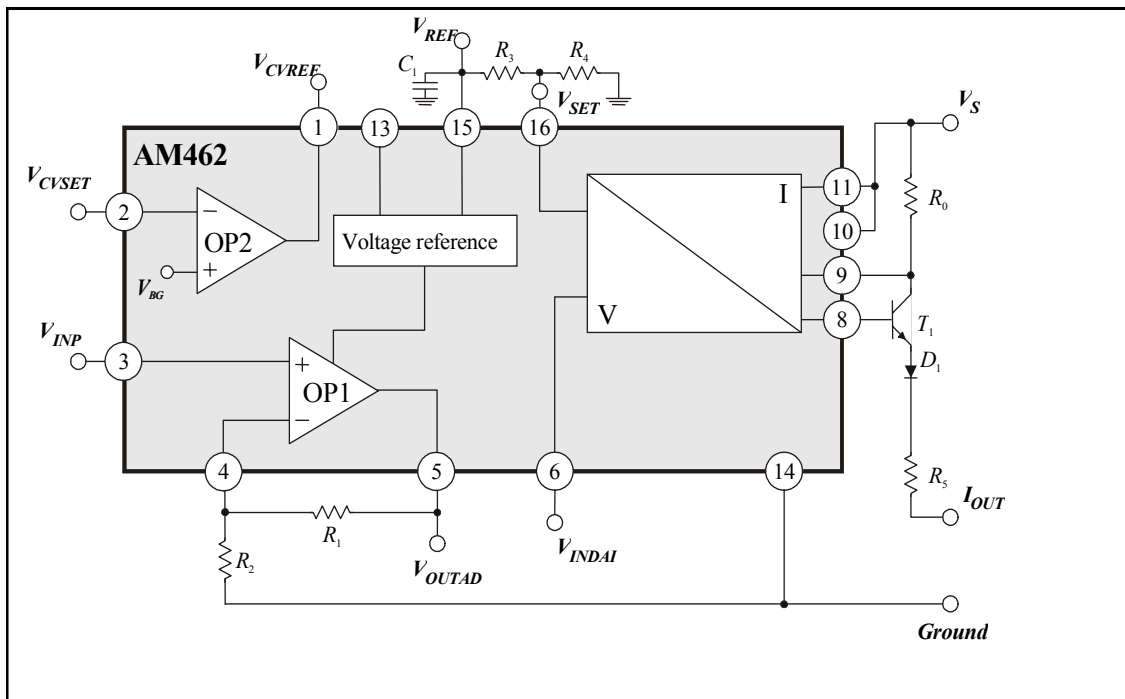 V_REF
R_3 R_4
C_1
V_CVREF
V_SET
V_S
1 13 15 16
AM462
V_CVSET
2
−
OP2
+
V_BG
Voltage reference
I
V
11
10
9
8
R_0
T_1
D_1
V_INP
3
+
OP1
−
4 5 6 14
R_5
I_OUT
R_1
R_2
V_OUTAD
V_INDAI
Ground